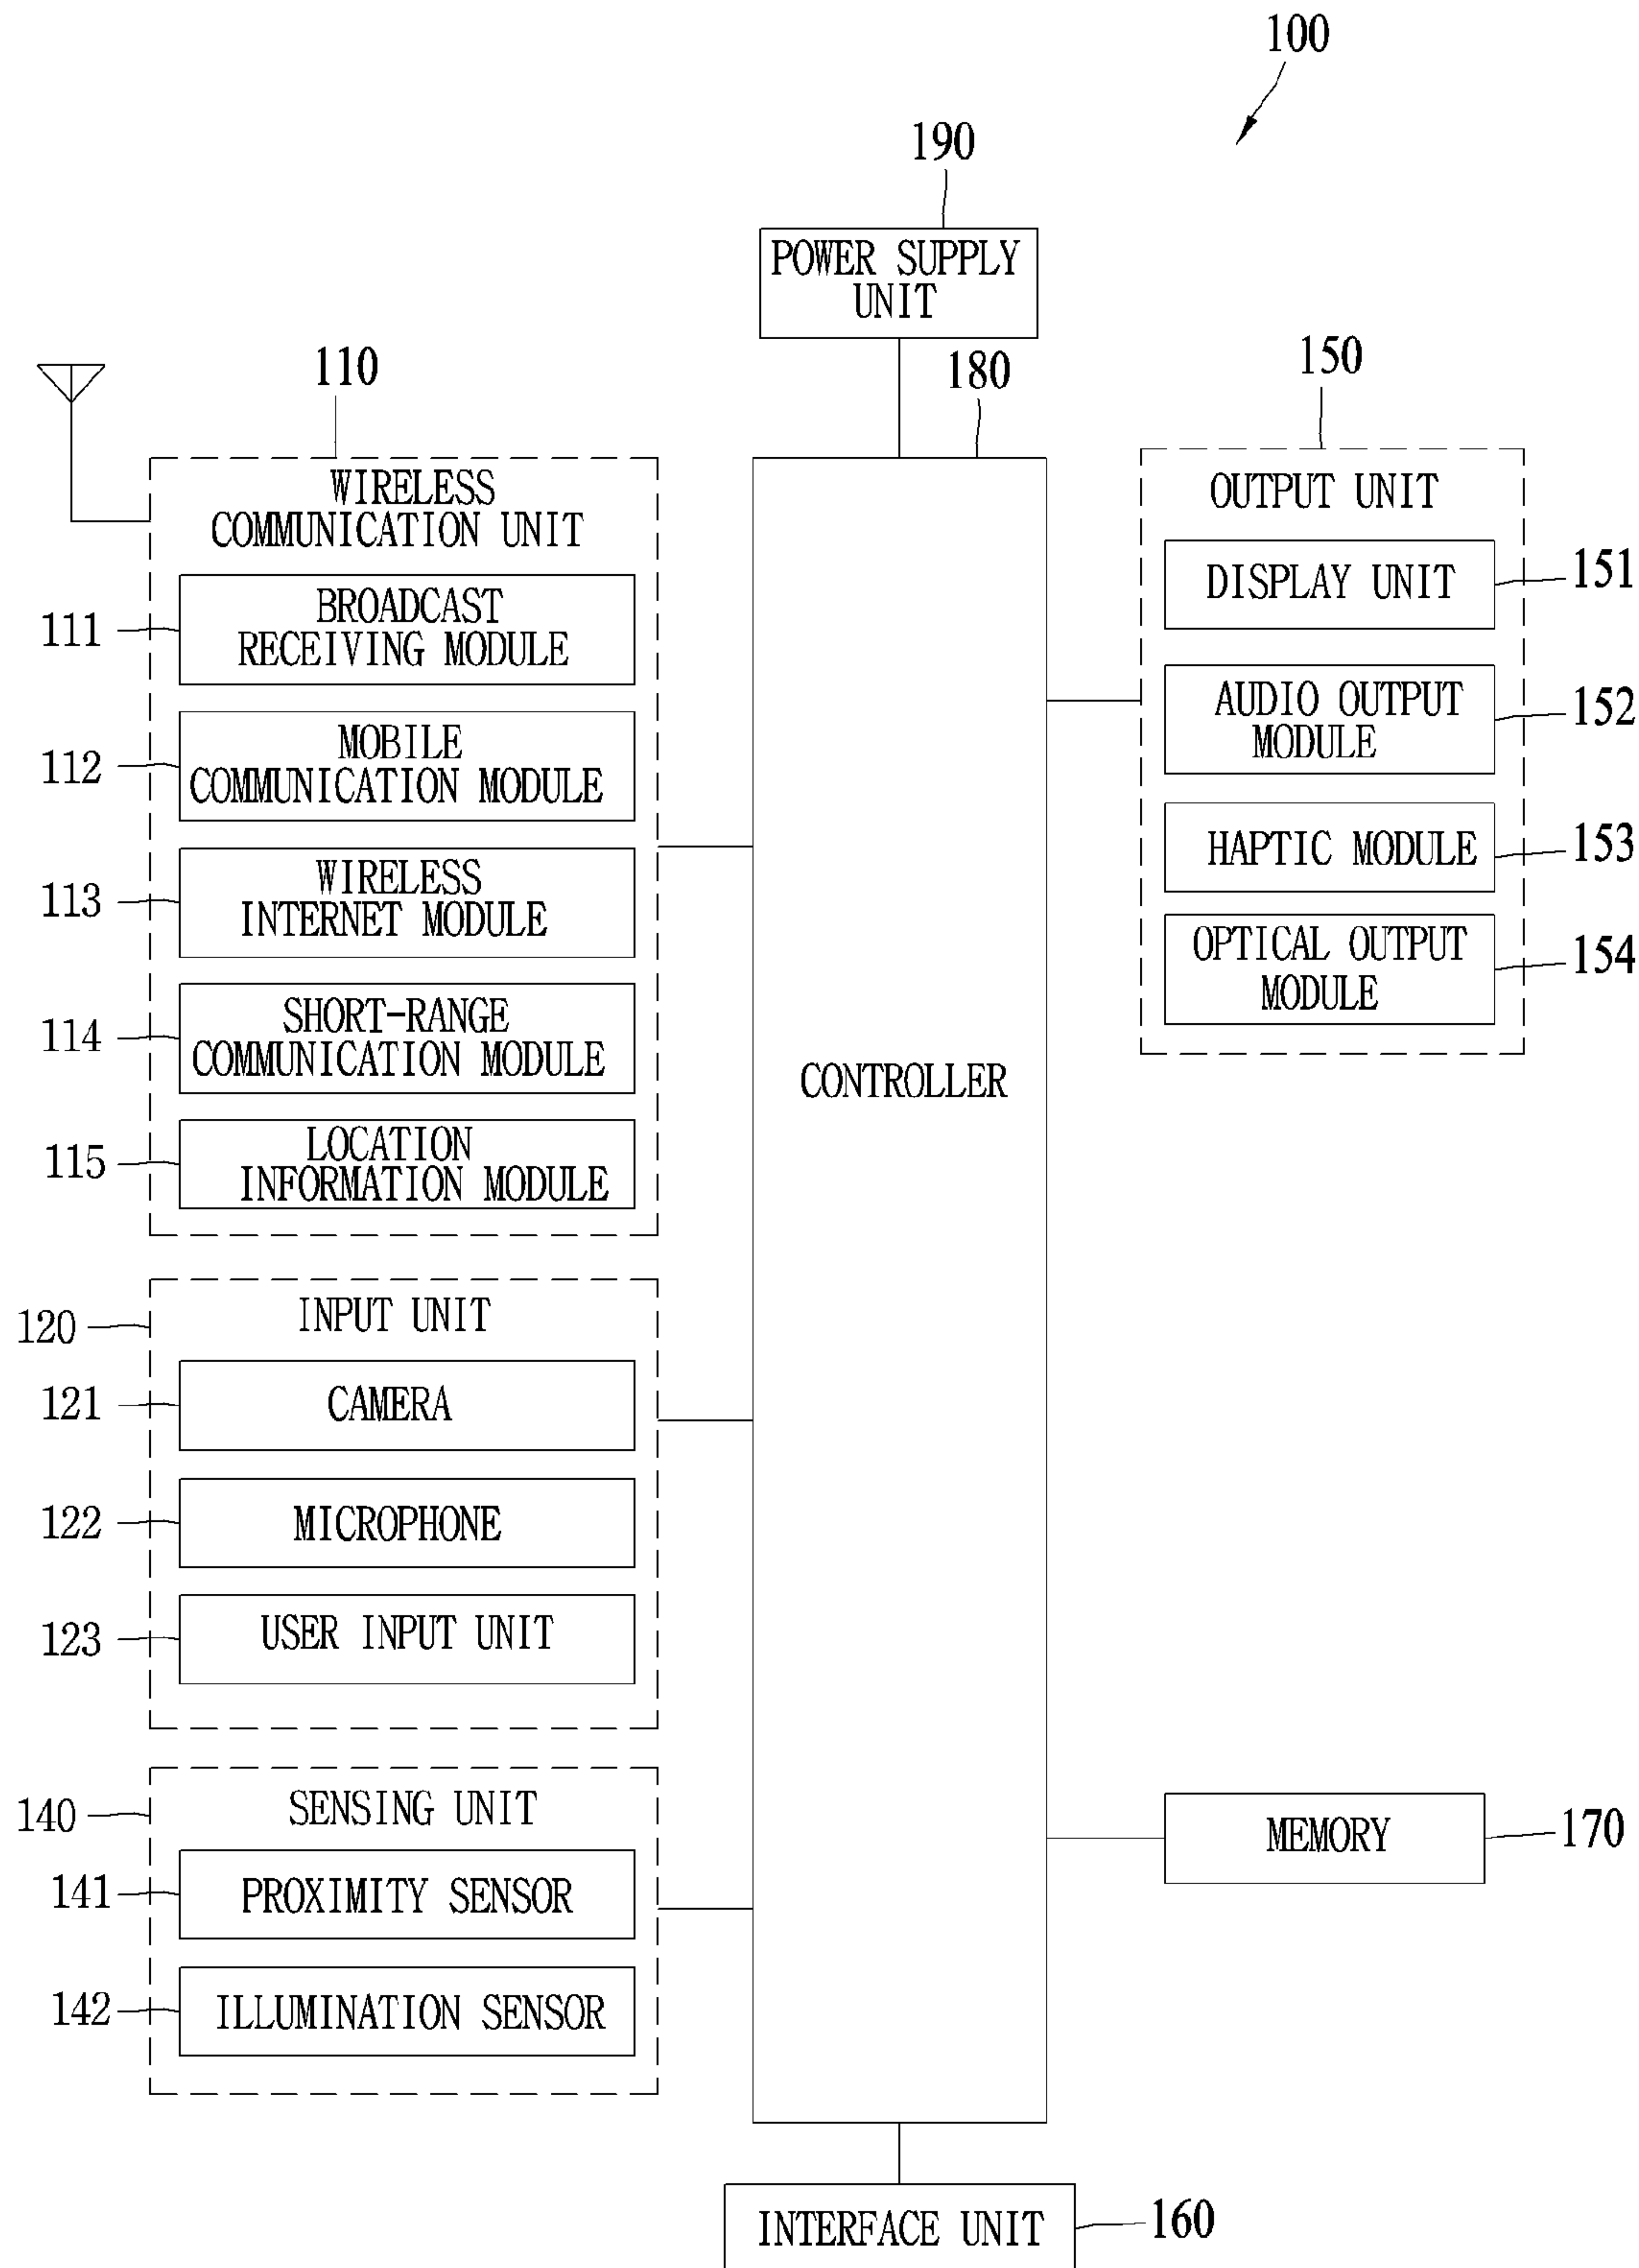 100
190
POWER SUPPLY
UNIT
110
180
150
WIRELESS
COMMUNICATION UNIT
111
BROADCAST
RECEIVING MODULE
112
MOBILE
COMMUNICATION MODULE
113
WIRELESS
INTERNET MODULE
114
SHORT-RANGE
COMMUNICATION MODULE
115
LOCATION
INFORMATION MODULE
120
INPUT UNIT
121
CAMERA
122
MICROPHONE
123
USER INPUT UNIT
140
SENSING UNIT
141
PROXIMITY SENSOR
142
ILLUMINATION SENSOR
CONTROLLER
OUTPUT UNIT
DISPLAY UNIT
151
AUDIO OUTPUT
MODULE
152
HAPTIC MODULE
153
OPTICAL OUTPUT
MODULE
154
MEMORY
170
INTERFACE UNIT
160